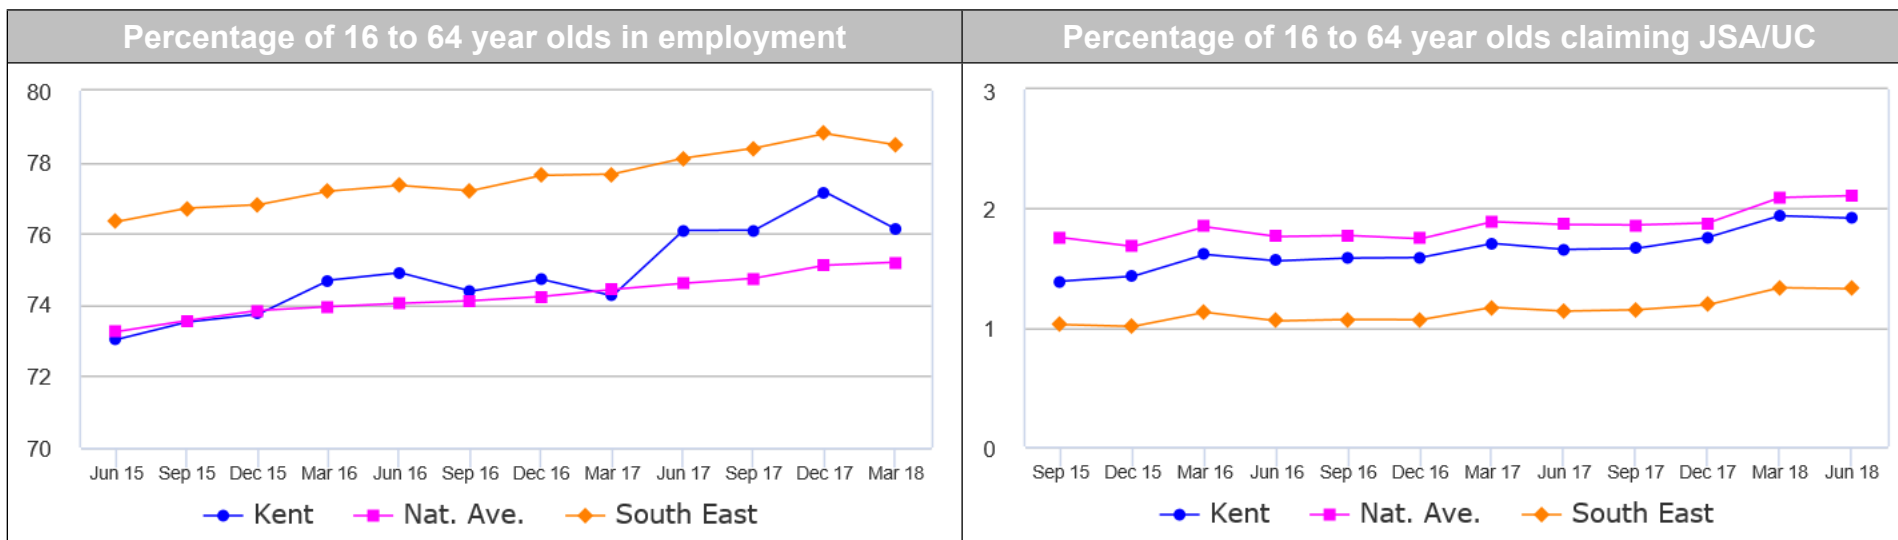 Percentage of 16 to 64 year olds in employment
80
78
76
74
72
70
Jun 15 Sep 15 Dec 15 Mar 16 Jun 16 Sep 16 Dec 16 Mar 17 Jun 17 Sep 17 Dec 17 Mar 18
Kent Nat. Ave. South East
Percentage of 16 to 64 year olds claiming JSA/UC
3
2
1
0
Sep 15 Dec 15 Mar 16 Jun 16 Sep 16 Dec 16 Mar 17 Jun 17 Sep 17 Dec 17 Mar 18 Jun 18
Kent Nat. Ave. South East